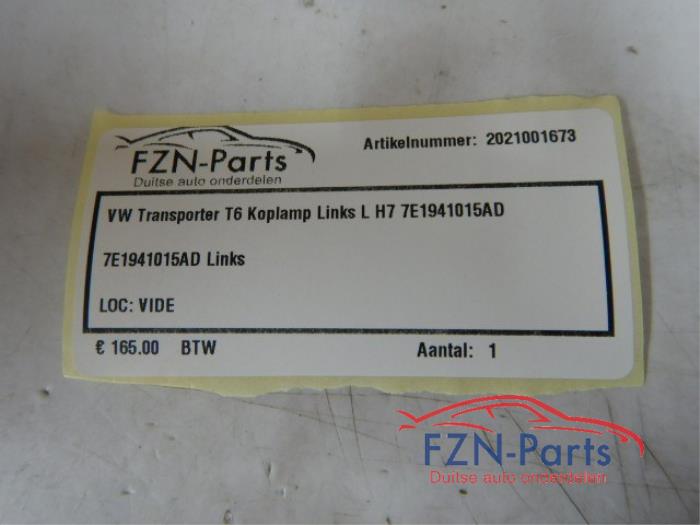 FZN-Parts
Duitse auto onderdelen
Artikelnummer: 2021001673
VW Transporter T6 Koplamp Links L H7 7E1941015AD
7E1941015AD Links
LOC: VIDE
€ 165.00 BTW Aantal: 1
FZN-Parts
Duitse auto onderdelen